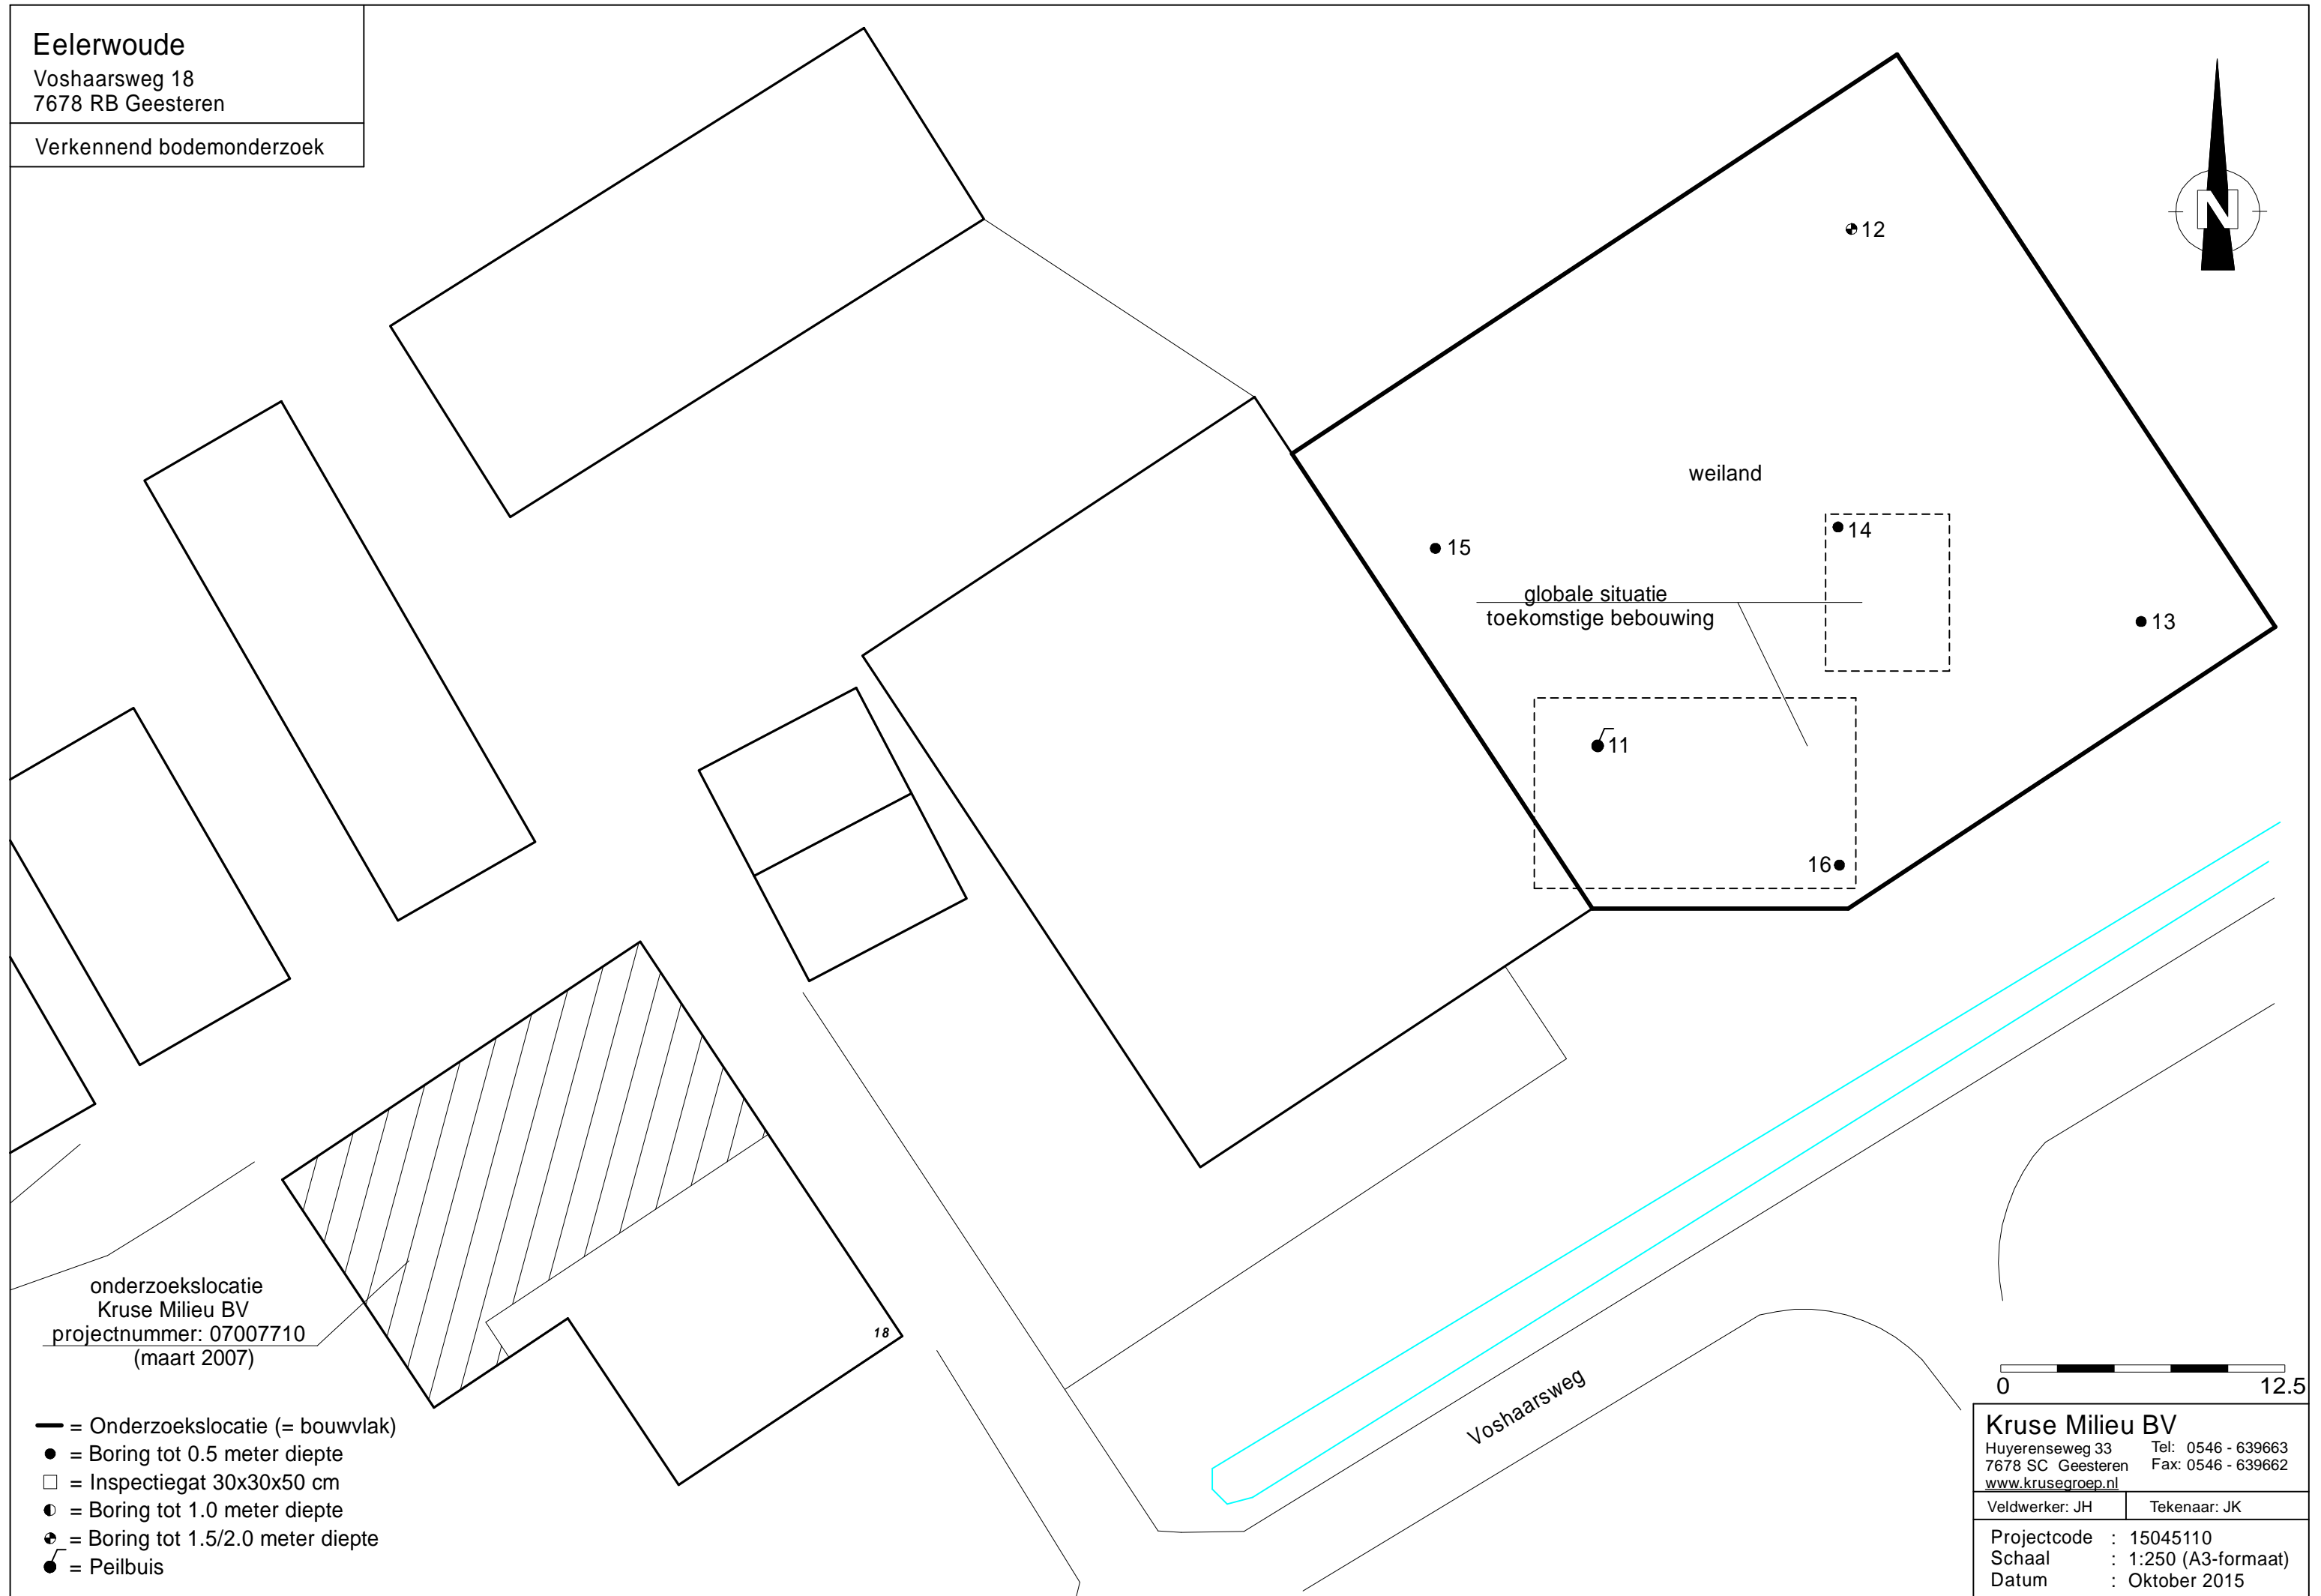 Eelerwoude
Voshaarsweg 18
7678 RB Geesteren
Verkennend bodemonderzoek
N
12
weiland
14
15
globale situatie
toekomstige bebouwing
13
11
16
18
onderzoekslocatie
Kruse Milieu BV
projectnummer: 07007710
(maart 2007)
Voshaarsweg
= Onderzoekslocatie (= bouwvlak)
= Boring tot 0.5 meter diepte
= Inspectiegat 30x30x50 cm
= Boring tot 1.0 meter diepte
= Boring tot 1.5/2.0 meter diepte
= Peilbuis
0 12.5
Kruse Milieu BV
Huyerenseweg 33 Tel: 0546 - 639663
7678 SC Geesteren Fax: 0546 - 639662
www.krusegroep.nl
Veldwerker: JH Tekenaar: JK
Projectcode : 15045110
Schaal : 1:250 (A3-formaat)
Datum : Oktober 2015